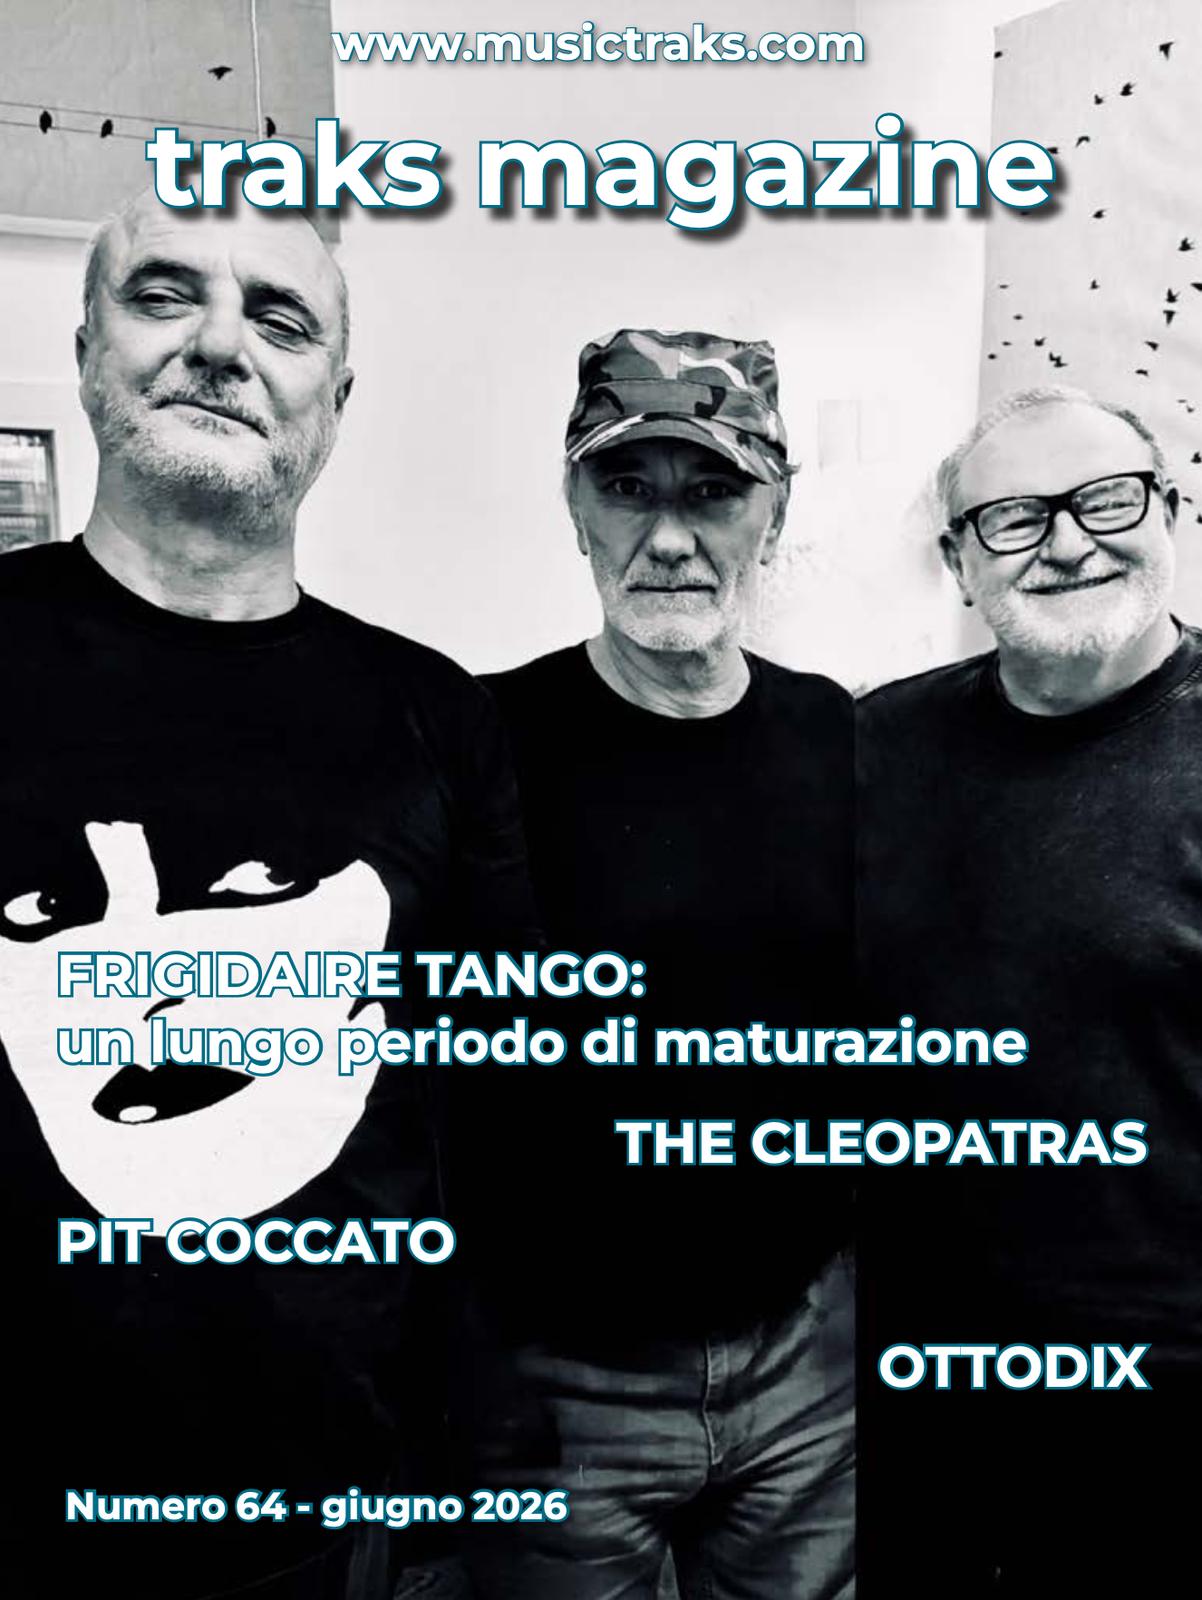 www.musictraks.com
traks magazine
FRIGIDAIRE TANGO:
un lungo periodo di maturazione
THE CLEOPATRAS
PIT COCCATO
OTTODIX
Numero 64 - giugno 2026